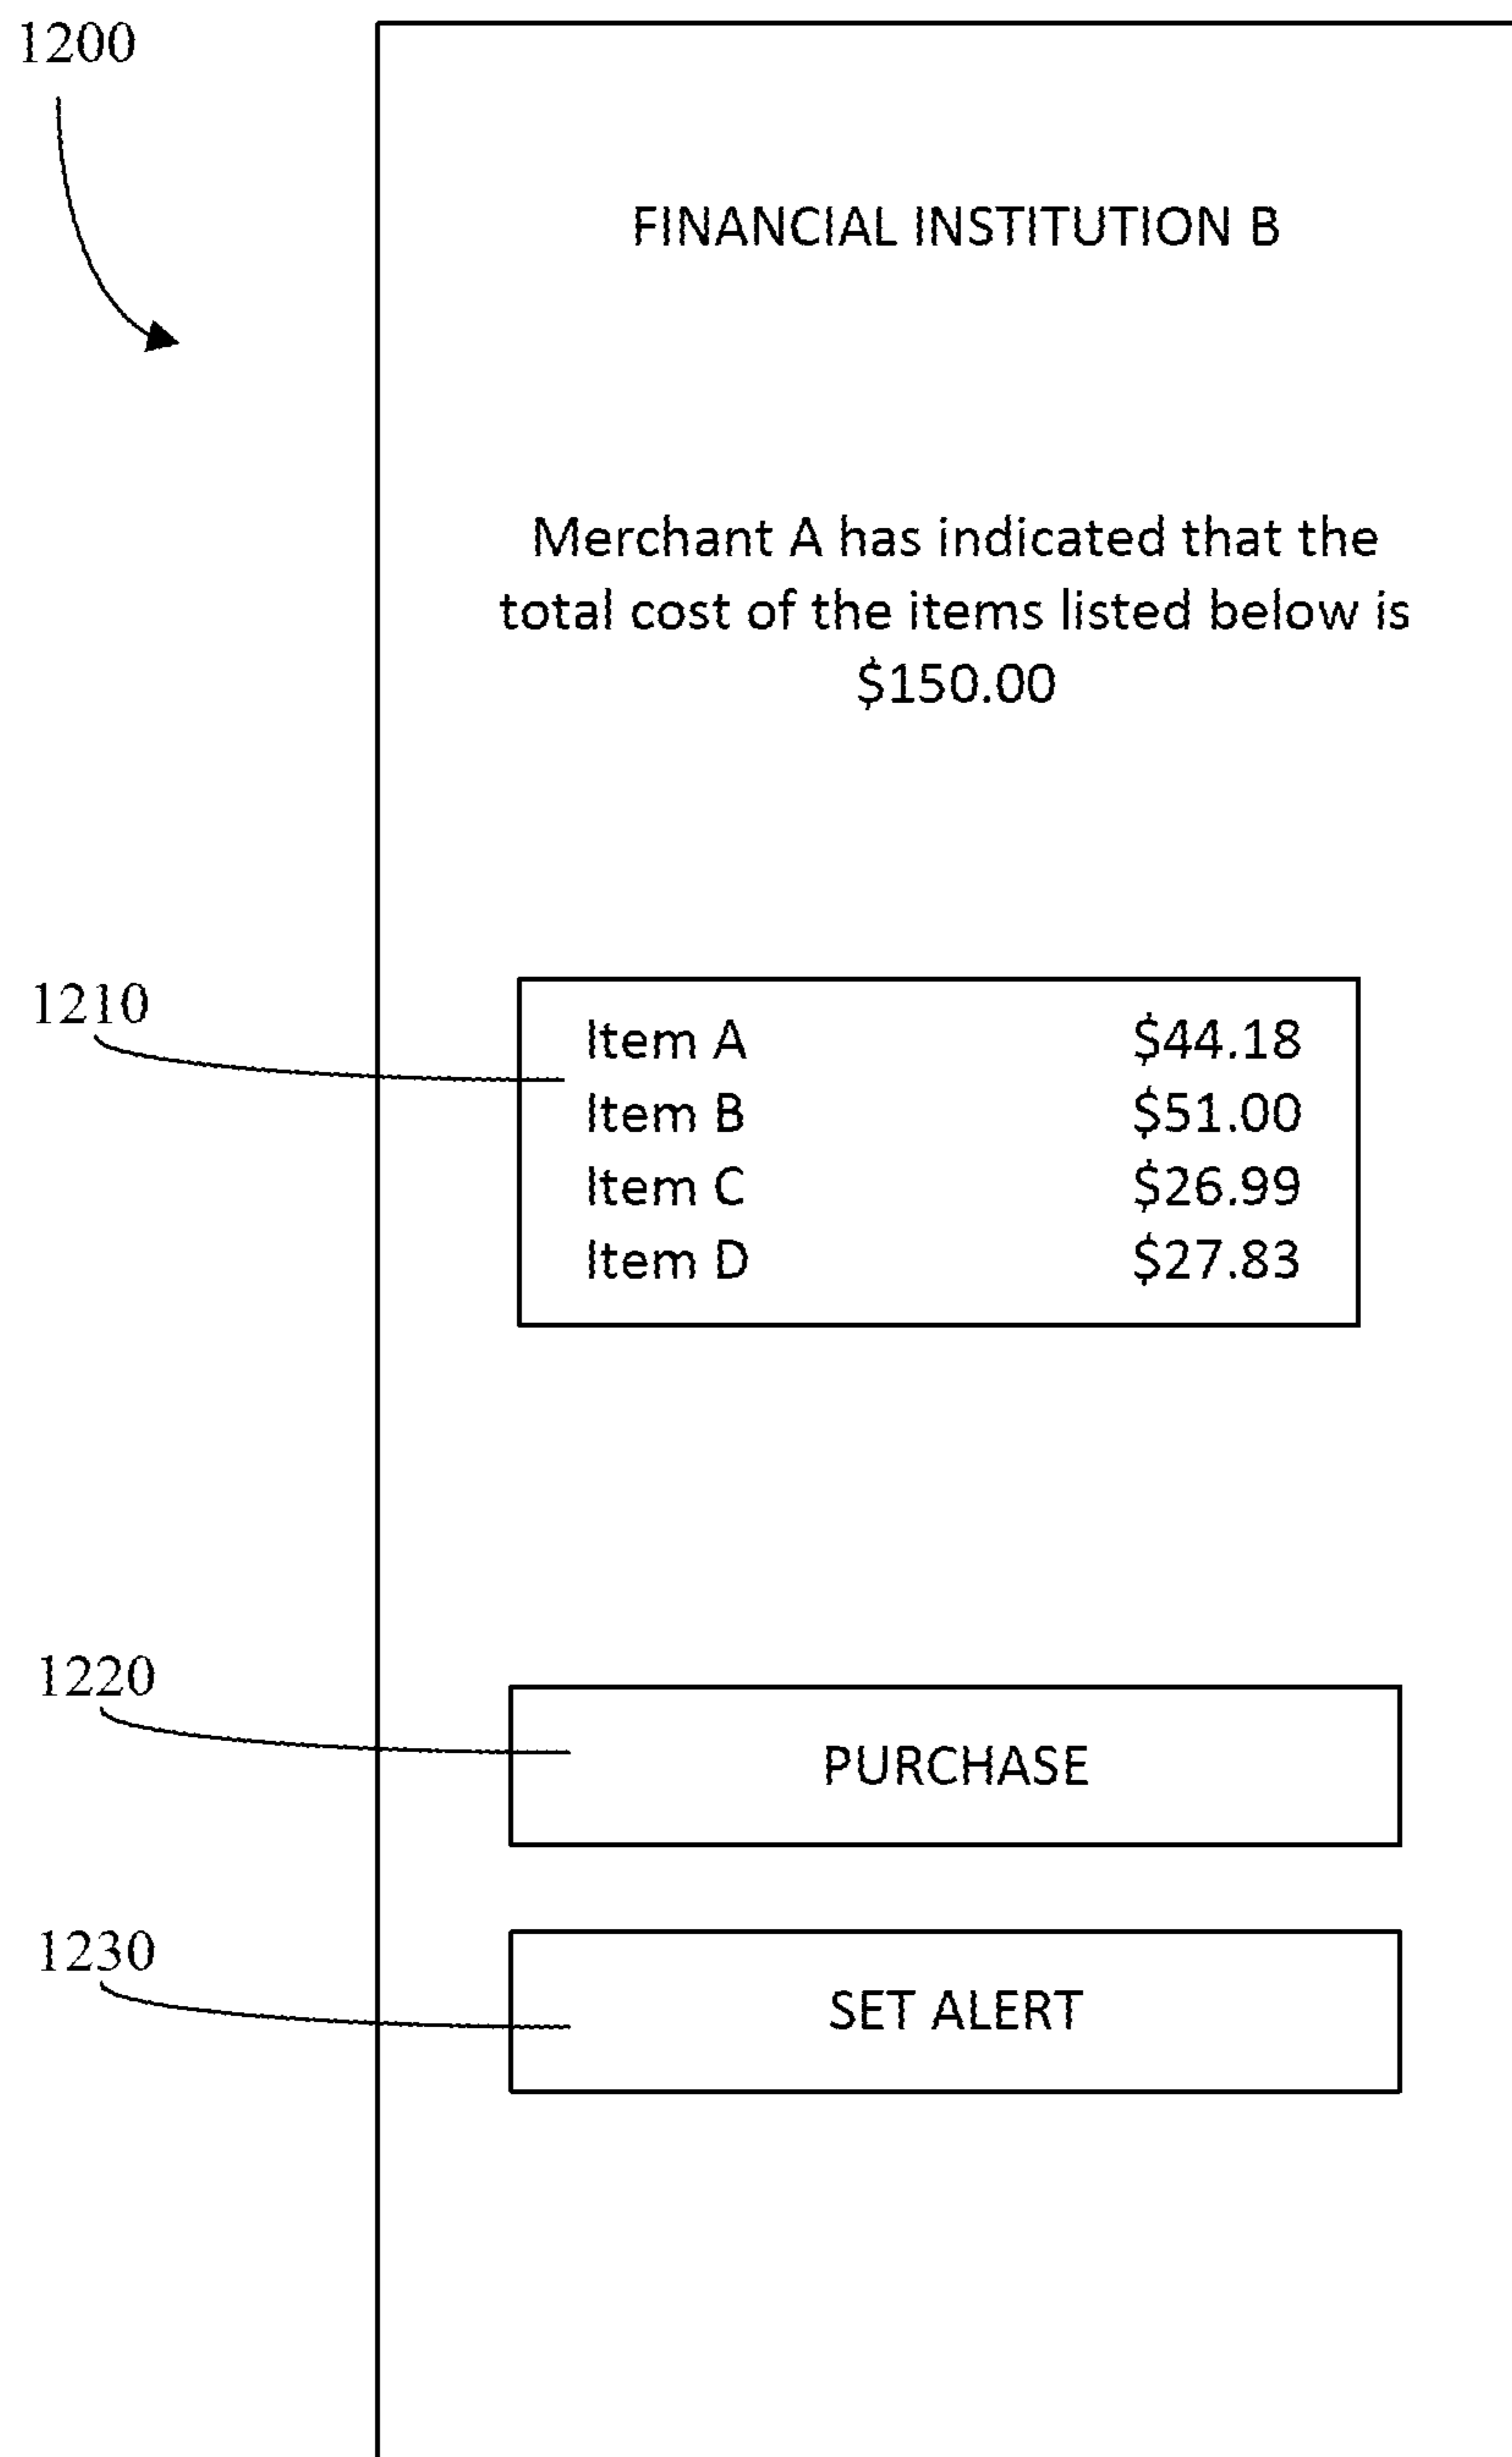 1200
FINANCIAL INSTITUTION B
Merchant A has indicated that the
total cost of the items listed below is
$150.00
1210
Item A $44.18
Item B $51.00
Item C $26.99
Item D $27.83
1220
PURCHASE
1230
SET ALERT